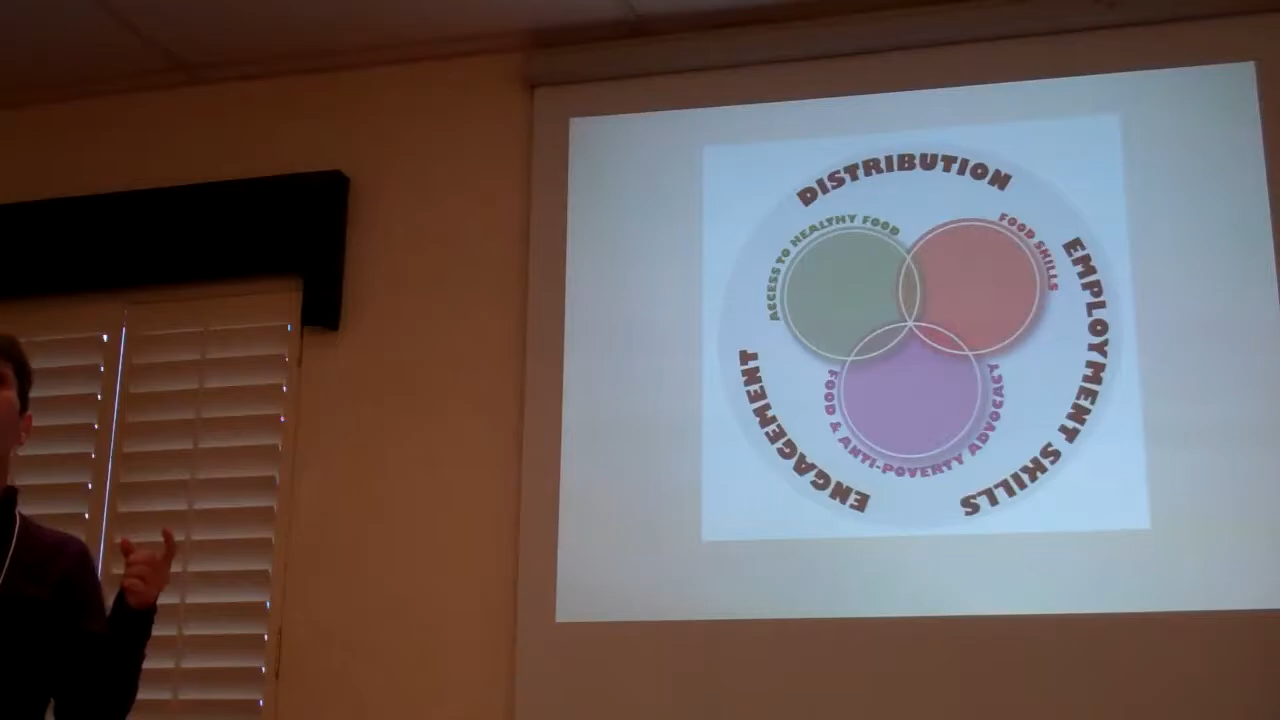 DISTRIBUTION
ACCESS TO HEALTHY FOOD
FOOD SKILLS
EMPLOYMENT SKILLS
ENGAGEMENT
FOOD & ANTI-POVERTY ADVOCACY